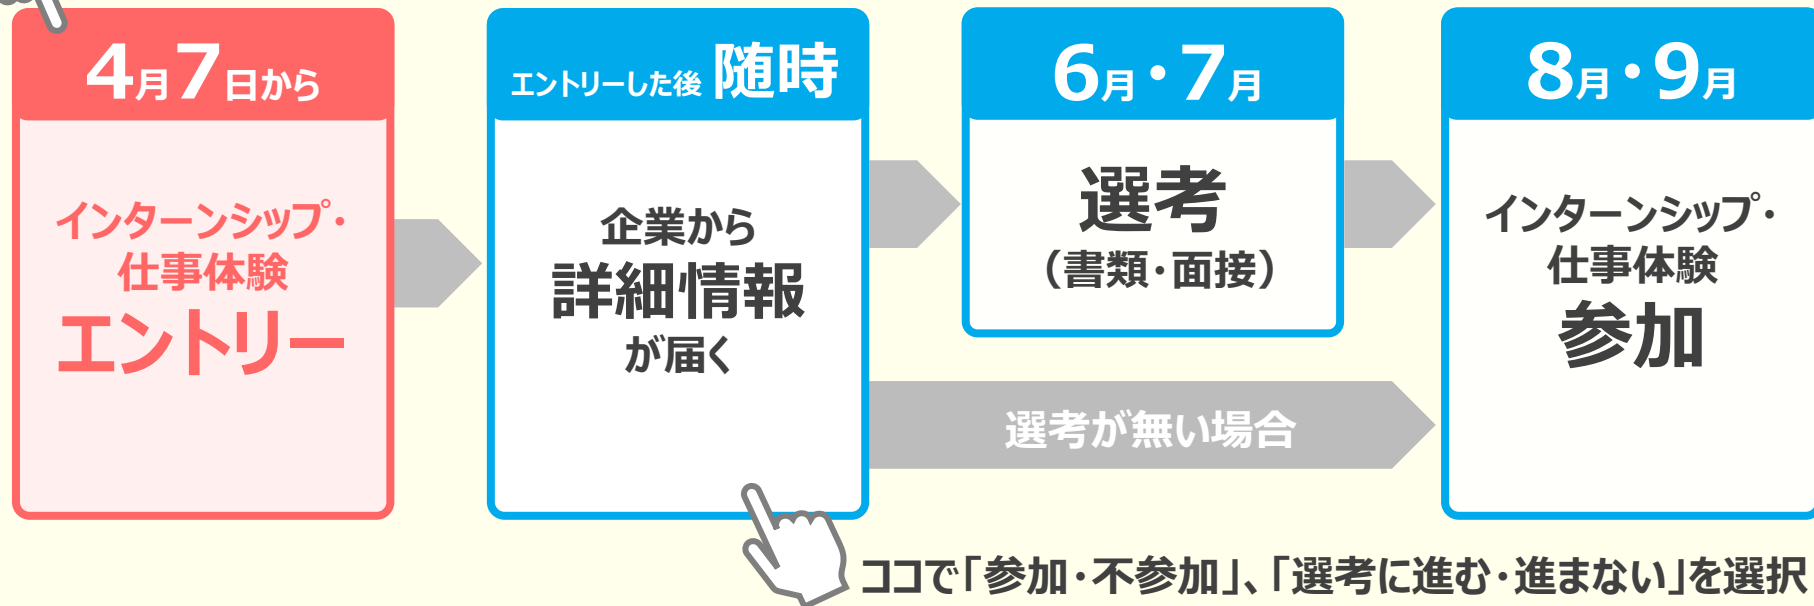 4月7日から
インターンシップ・
仕事体験
エントリー
エントリーした後 随時
企業から
詳細情報
が届く
6月・7月
選考
（書類・面接）
選考が無い場合
8月・9月
インターンシップ・
仕事体験
参加
ココで「参加・不参加」、「選考に進む・進まない」を選択